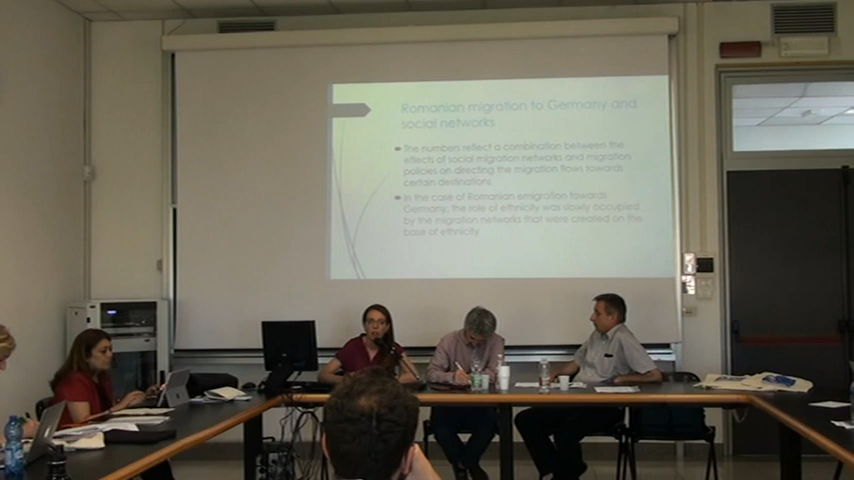 Romanian migration to Germany and
social networks
The numbers reflect a combination between the
effects of social migration networks and migration
policies on directing the migration flows towards
certain destinations
In the case of Romanian emigration towards
Germany, the role of ethnicity was slowly occupied
by the migration networks that were created on the
base of ethnicity